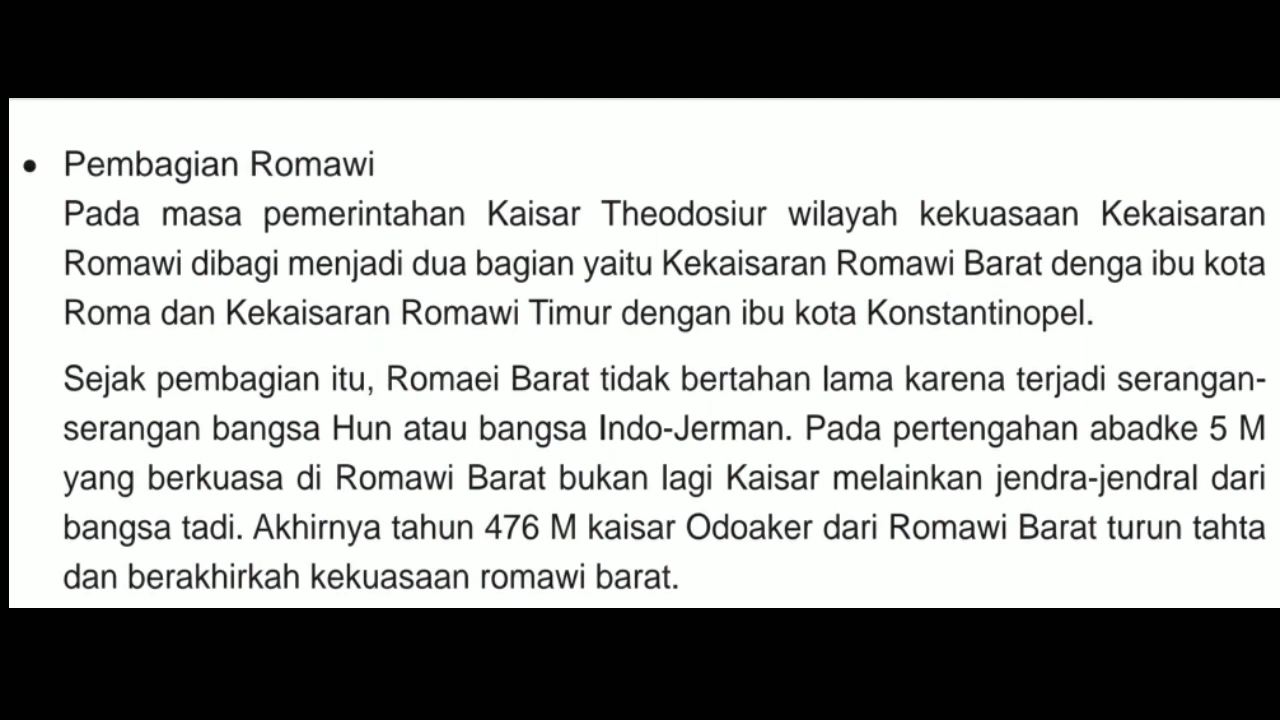 • Pembagian Romawi
Pada masa pemerintahan Kaisar Theodosiur wilayah kekuasaan Kekaisaran
Romawi dibagi menjadi dua bagian yaitu Kekaisaran Romawi Barat denga ibu kota
Roma dan Kekaisaran Romawi Timur dengan ibu kota Konstantinopel.
Sejak pembagian itu, Romaei Barat tidak bertahan lama karena terjadi serangan-
serangan bangsa Hun atau bangsa Indo-Jerman. Pada pertengahan abadke 5 M
yang berkuasa di Romawi Barat bukan lagi Kaisar melainkan jendra-jendral dari
bangsa tadi. Akhirnya tahun 476 M kaisar Odoaker dari Romawi Barat turun tahta
dan berakhirkah kekuasaan romawi barat.